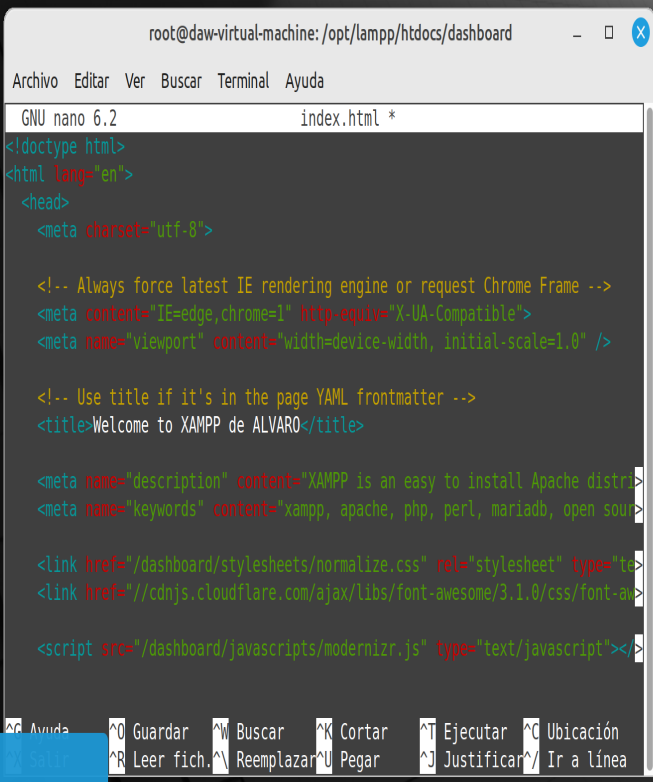 root@daw-virtual-machine: /opt/lampp/htdocs/dashboard
Archivo Editar Ver Buscar Terminal Ayuda
GNU nano 6.2 index.html *
<!doctype html>
<html lang="en">
<head>
<meta charset="utf-8">
<!-- Always force latest IE rendering engine or request Chrome Frame -->
<meta content="IE=edge,chrome=1" http-equiv="X-UA-Compatible">
<meta name="viewport" content="width=device-width, initial-scale=1.0" />
<!-- Use title if it's in the page YAML frontmatter -->
<title>Welcome to XAMPP de ALVARO</title>
<meta name="description" content="XAMPP is an easy to install Apache distri>
<meta name="keywords" content="xampp, apache, php, perl, mariadb, open sour>
<link href="/dashboard/stylesheets/normalize.css" rel="stylesheet" type="te>
<link href="//cdnjs.cloudflare.com/ajax/libs/font-awesome/3.1.0/css/font-aw>
<script src="/dashboard/javascripts/modernizr.js" type="text/javascript"></>
^G Ayuda ^O Guardar ^W Buscar ^K Cortar ^T Ejecutar ^C Ubicación
^X Salir ^R Leer fich. ^\ Reemplazar ^U Pegar ^J Justificar ^/ Ir a línea